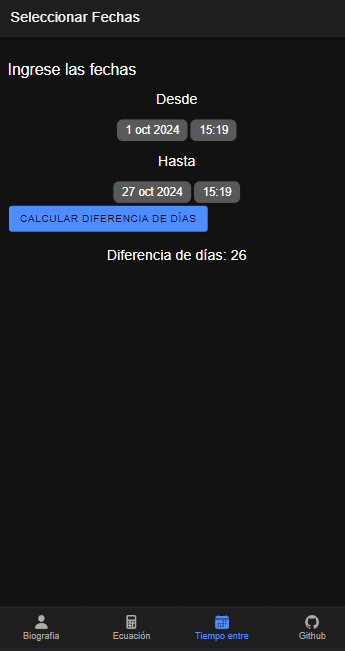 Seleccionar Fechas
Ingrese las fechas
Desde
1 oct 2024 15:19
Hasta
27 oct 2024 15:19
CALCULAR DIFERENCIA DE DÍAS
Diferencia de días: 26
Biografia Ecuación Tiempo entre Github